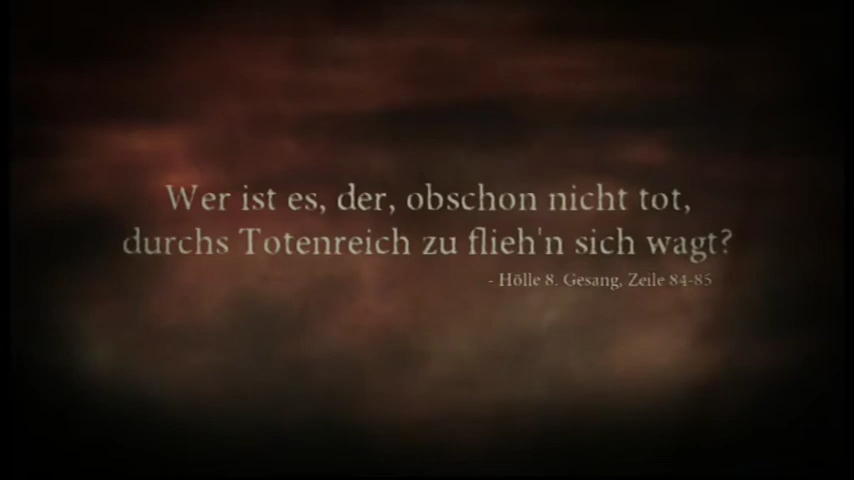 Wer ist es, der, obschon nicht tot,
durchs Totenreich zu flieh'n sich wagt?
- Hölle 8. Gesang, Zeile 84-85